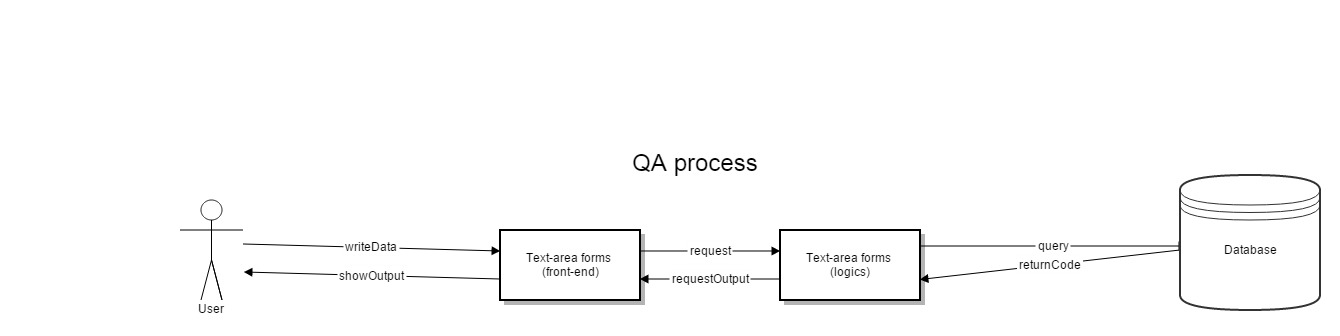 QA process
writeData
showOutput
User
Text-area forms
(front-end)
request
requestOutput
Text-area forms
(logics)
query
returnCode
Database